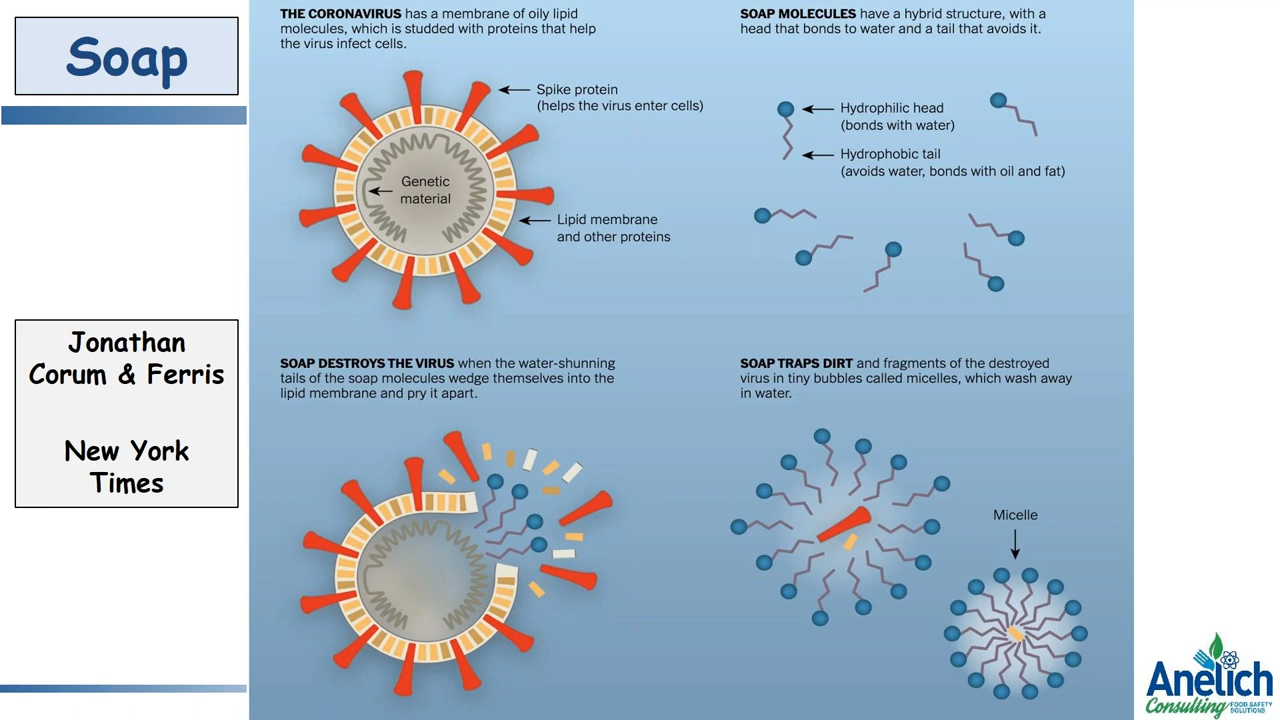 Soap
Jonathan
Corum & Ferris
New York
Times
THE CORONAVIRUS has a membrane of oily lipid
molecules, which is studded with proteins that help
the virus infect cells.
Spike protein
(helps the virus enter cells)
Genetic
material
Lipid membrane
and other proteins
SOAP MOLECULES have a hybrid structure, with a
head that bonds to water and a tail that avoids it.
Hydrophilic head
(bonds with water)
Hydrophobic tail
(avoids water, bonds with oil and fat)
SOAP DESTROYS THE VIRUS when the water-shunning
tails of the soap molecules wedge themselves into the
lipid membrane and pry it apart.
SOAP TRAPS DIRT and fragments of the destroyed
virus in tiny bubbles called micelles, which wash away
in water.
Micelle
Anelich
Consulting FOOD SAFETY
SOLUTIONS